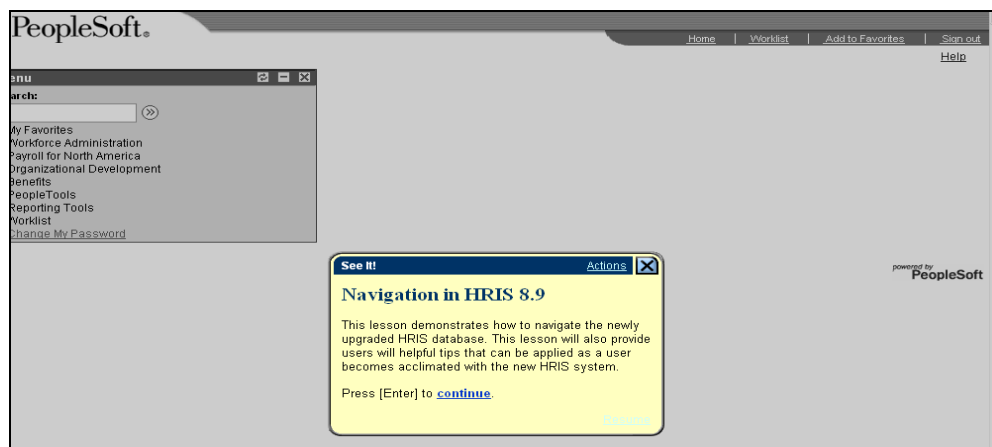 PeopleSoft®
Home | Worklist | Add to Favorites | Sign out
Help
enu
arch:
My Favorites
Workforce Administration
Payroll for North America
Organizational Development
Benefits
PeopleTools
Reporting Tools
Worklist
Change My Password
See It! Actions
Navigation in HRIS 8.9
This lesson demonstrates how to navigate the newly
upgraded HRIS database. This lesson will also provide
users will helpful tips that can be applied as a user
becomes acclimated with the new HRIS system.
Press [Enter] to continue.
powered by
PeopleSoft